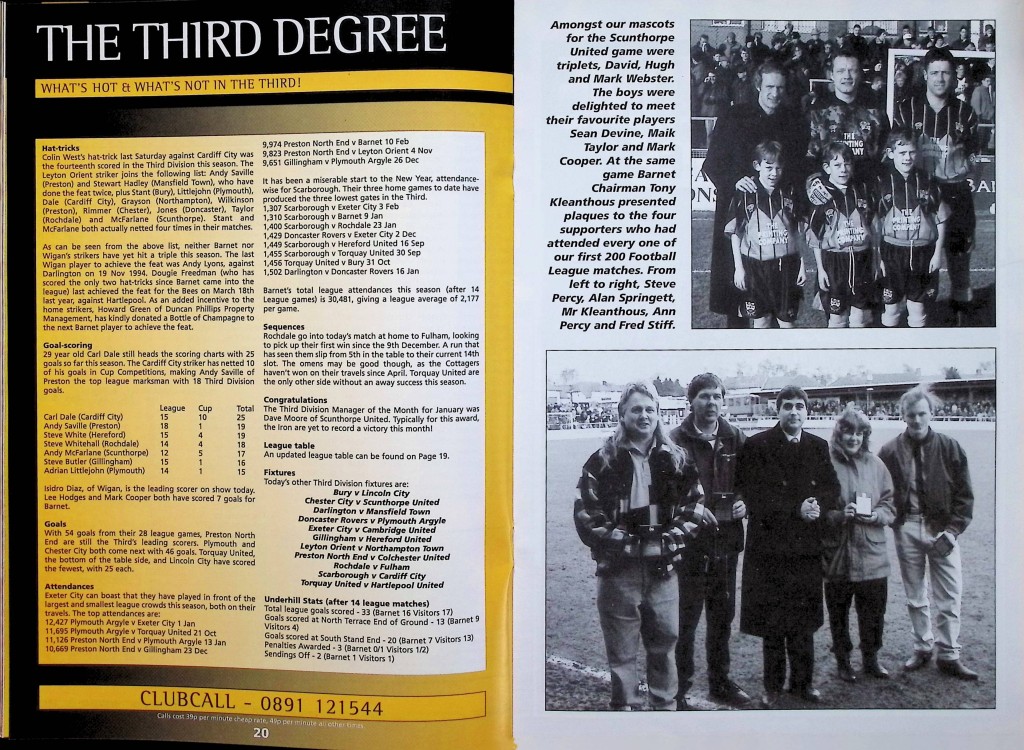 THE THIRD DEGREE
WHAT'S HOT & WHAT'S NOT IN THE THIRD!
Hat-tricks
Colin West's hat-trick last Saturday against Cardiff City was
the fourteenth scored in the Third Division this season. The
Leyton Orient striker joins the following list: Andy Saville
(Preston) and Stewart Hadley (Mansfield Town), who have
done the feat twice, plus Stant (Bury), Littlejohn (Plymouth),
Dale (Cardiff City), Grayson (Northampton), Wilkinson
(Preston), Rimmer (Chester), Jones (Doncaster), Taylor
(Rochdale) and McFarlane (Scunthorpe). Stant and
McFarlane both actually netted four times in their matches.
As can be seen from the above list, neither Barnet nor
Wigan's strikers have yet hit a triple this season. The last
Wigan player to achieve the feat was Andy Lyons, against
Darlington on 19 Nov 1994. Dougie Freedman (who has
scored the only two hat-tricks since Barnet came into the
league) last achieved the feat for the Bees on March 18th
last year, against Hartlepool. As an added incentive to the
home strikers, Howard Green of Duncan Phillips Property
Management, has kindly donated a Bottle of Champagne to
the next Barnet player to achieve the feat.
Goal-scoring
29 year old Carl Dale still heads the scoring charts with 25
goals so far this season. The Cardiff City striker has netted 10
of his goals in Cup Competitions, making Andy Saville of
Preston the top league marksman with 18 Third Division
goals.
League Cup Total
Carl Dale (Cardiff City) 15 10 25
Andy Saville (Preston) 18 1 19
Steve White (Hereford) 15 4 19
Steve Whitehall (Rochdale) 14 4 18
Andy McFarlane (Scunthorpe) 12 5 17
Steve Butler (Gillingham) 15 1 16
Adrian Littlejohn (Plymouth) 14 1 15
Isidro Diaz, of Wigan, is the leading scorer on show today.
Lee Hodges and Mark Cooper both have scored 7 goals for
Barnet.
Goals
With 54 goals from their 28 league games, Preston North
End are still the Third's leading scorers. Plymouth and
Chester City both come next with 46 goals. Torquay United,
the bottom of the table side, and Lincoln City have scored
the fewest, with 25 each.
Attendances
Exeter City can boast that they have played in front of the
largest and smallest league crowds this season, both on their
travels. The top attendances are:
12,427 Plymouth Argyle v Exeter City 1 Jan
11,695 Plymouth Argyle v Torquay United 21 Oct
11,126 Preston North End v Plymouth Argyle 13 Jan
10,669 Preston North End v Gillingham 23 Dec
9,974 Preston North End v Barnet 10 Feb
9,823 Preston North End v Leyton Orient 4 Nov
9,651 Gillingham v Plymouth Argyle 26 Dec
It has been a miserable start to the New Year, attendance-
wise for Scarborough. Their three home games to date have
produced the three lowest gates in the Third.
1,307 Scarborough v Exeter City 3 Feb
1,310 Scarborough v Barnet 9 Jan
1,400 Scarborough v Rochdale 23 Jan
1,429 Doncaster Rovers v Exeter City 2 Dec
1,449 Scarborough v Hereford United 16 Sep
1,455 Scarborough v Torquay United 30 Sep
1,456 Torquay United v Bury 31 Oct
1,502 Darlington v Doncaster Rovers 16 Jan
Barnet's total league attendances this season (after 14
League games) is 30,481, giving a league average of 2,177
per game.
Sequences
Rochdale go into today's match at home to Fulham, looking
to pick up their first win since the 9th December. A run that
has seen them slip from 5th in the table to their current 14th
slot. The omens may be good though, as the Cottagers
haven't won on their travels since April. Torquay United are
the only other side without an away success this season.
Congratulations
The Third Division Manager of the Month for January was
Dave Moore of Scunthorpe United. Typically for this award,
the Iron are yet to record a victory this month!
League table
An updated league table can be found on Page 19.
Fixtures
Today's other Third Division fixtures are:
Bury v Lincoln City
Chester City v Scunthorpe United
Darlington v Mansfield Town
Doncaster Rovers v Plymouth Argyle
Exeter City v Cambridge United
Gillingham v Hereford United
Leyton Orient v Northampton Town
Preston North End v Colchester United
Rochdale v Fulham
Scarborough v Cardiff City
Torquay United v Hartlepool United
Underhill Stats (after 14 league matches)
Total league goals scored - 33 (Barnet 16 Visitors 17)
Goals scored at North Terrace End of Ground - 13 (Barnet 9
Visitors 4)
Goals scored at South Stand End - 20 (Barnet 7 Visitors 13)
Penalties Awarded - 3 (Barnet 0/1 Visitors 1/2)
Sendings Off - 2 (Barnet 1 Visitors 1)
CLUBCALL - 0891 121544
Calls cost 39p per minute cheap rate, 49p per minute all other times
20
Amongst our mascots
for the Scunthorpe
United game were
triplets, David, Hugh
and Mark Webster.
The boys were
delighted to meet
their favourite players
Sean Devine, Maik
Taylor and Mark
Cooper. At the same
game Barnet
Chairman Tony
Kleanthous presented
plaques to the four
supporters who had
attended every one of
our first 200 Football
League matches. From
left to right, Steve
Percy, Alan Springett,
Mr Kleanthous, Ann
Percy and Fred Stiff.
THE
PRINTING
COMPANY
THE
PRINTING
COMPANY